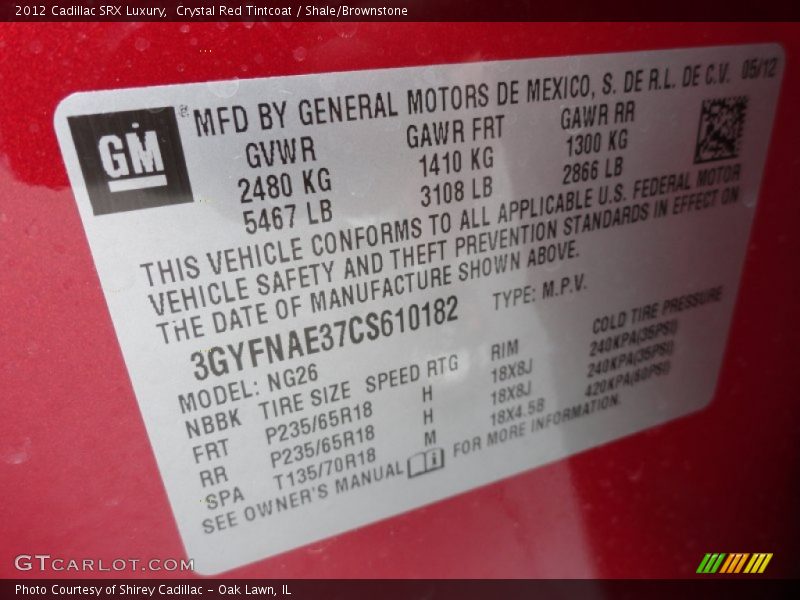 2012 Cadillac SRX Luxury,  Crystal Red Tintcoat / Shale/Brownstone
GM ® MFD BY GENERAL MOTORS DE MEXICO, S. DE R.L. DE C.V. 05/12
GVWR GAWR FRT GAWR RR
2480 KG 1410 KG 1300 KG
5467 LB 3108 LB 2866 LB
THIS VEHICLE CONFORMS TO ALL APPLICABLE U.S. FEDERAL MOTOR
VEHICLE SAFETY AND THEFT PREVENTION STANDARDS IN EFFECT ON
THE DATE OF MANUFACTURE SHOWN ABOVE.
3GYFNAE37CS610182 TYPE: M.P.V.
MODEL: NG26
NBBK TIRE SIZE SPEED RTG RIM COLD TIRE PRESSURE
FRT P235/65R18 H 18X8J 240KPA(35PSI)
RR P235/65R18 H 18X8J 240KPA(35PSI)
SPA T135/70R18 M 18X4.5B 420KPA(60PSI)
SEE OWNER'S MANUAL FOR MORE INFORMATION.
GTCARLOT.COM
Photo Courtesy of Shirey Cadillac - Oak Lawn, IL